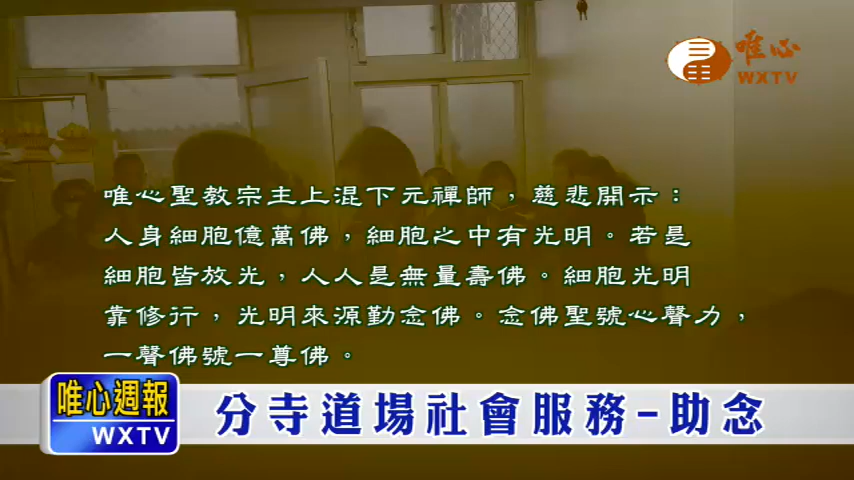 唯心
WXTV
唯心聖教宗主上混下元禪師，慈悲開示：
人身細胞億萬佛，細胞之中有光明。若是
細胞皆放光，人人是無量壽佛。細胞光明
靠修行，光明來源勤念佛。念佛聖號心聲力，
一聲佛號一尊佛。
唯心週報
WXTV
分寺道場社會服務-助念